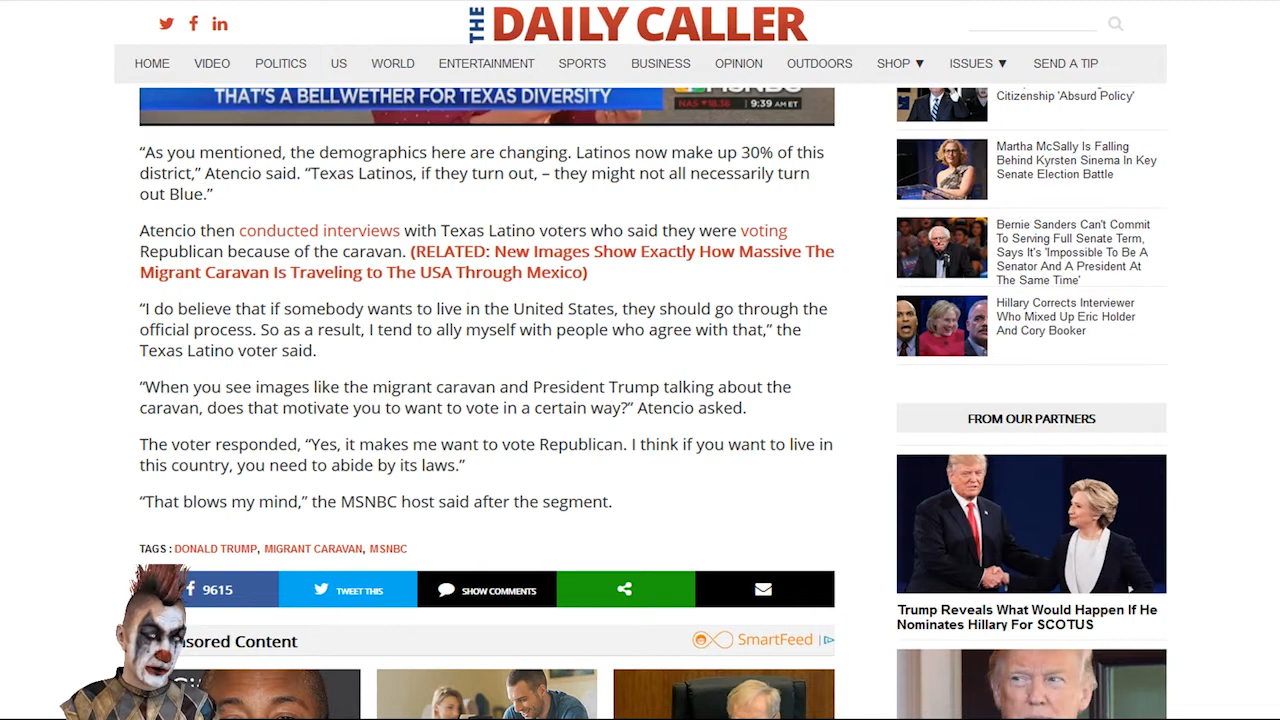 THE DAILY CALLER
HOME VIDEO POLITICS US WORLD ENTERTAINMENT SPORTS BUSINESS OPINION OUTDOORS SHOP ▼ ISSUES ▼ SEND A TIP
THAT'S A BELLWETHER FOR TEXAS DIVERSITY
NAS ▼18.36 9:39 AM ET
“As you mentioned, the demographics here are changing. Latinos now make up 30% of this
district,” Atencio said. “Texas Latinos, if they turn out, – they might not all necessarily turn
out Blue.”
Atencio then conducted interviews with Texas Latino voters who said they were voting
Republican because of the caravan. (RELATED: New Images Show Exactly How Massive The
Migrant Caravan Is Traveling to The USA Through Mexico)
“I do believe that if somebody wants to live in the United States, they should go through the
official process. So as a result, I tend to ally myself with people who agree with that,” the
Texas Latino voter said.
“When you see images like the migrant caravan and President Trump talking about the
caravan, does that motivate you to want to vote in a certain way?” Atencio asked.
The voter responded, “Yes, it makes me want to vote Republican. I think if you want to live in
this country, you need to abide by its laws.”
“That blows my mind,” the MSNBC host said after the segment.
TAGS : DONALD TRUMP, MIGRANT CARAVAN, MSNBC
9615 TWEET THIS SHOW COMMENTS
Content
SmartFeed
Citizenship 'Absurd Policy'
Martha McSally Is Falling
Behind Kyrsten Sinema In Key
Senate Election Battle
Bernie Sanders Can't Commit
To Serving Full Senate Term,
Says It's 'Impossible To Be A
Senator And A President At
The Same Time'
Hillary Corrects Interviewer
Who Mixed Up Eric Holder
And Cory Booker
FROM OUR PARTNERS
Trump Reveals What Would Happen If He
Nominates Hillary For SCOTUS